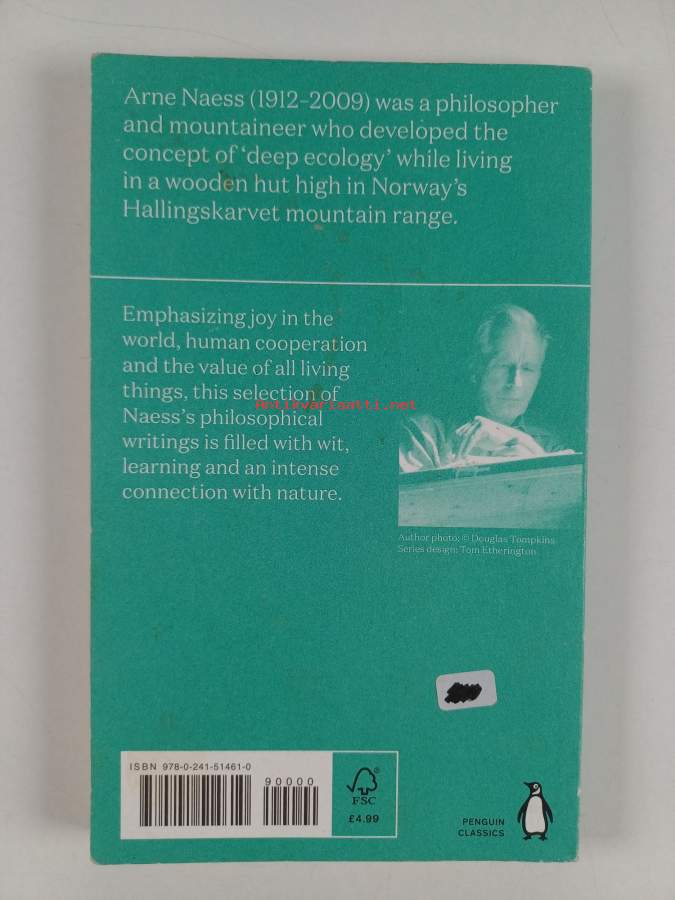 Arne Naess (1912–2009) was a philosopher
and mountaineer who developed the
concept of ‘deep ecology’ while living
in a wooden hut high in Norway’s
Hallingskarvet mountain range.
Emphasizing joy in the
world, human cooperation
and the value of all living
things, this selection of
Naess’s philosophical
writings is filled with wit,
learning and an intense
connection with nature.
Antikvariaatti.net
Author photo: © Douglas Tompkins
Series design: Tom Etherington
ISBN 978-0-241-51461-0
90000
FSC
£4.99
PENGUIN
CLASSICS